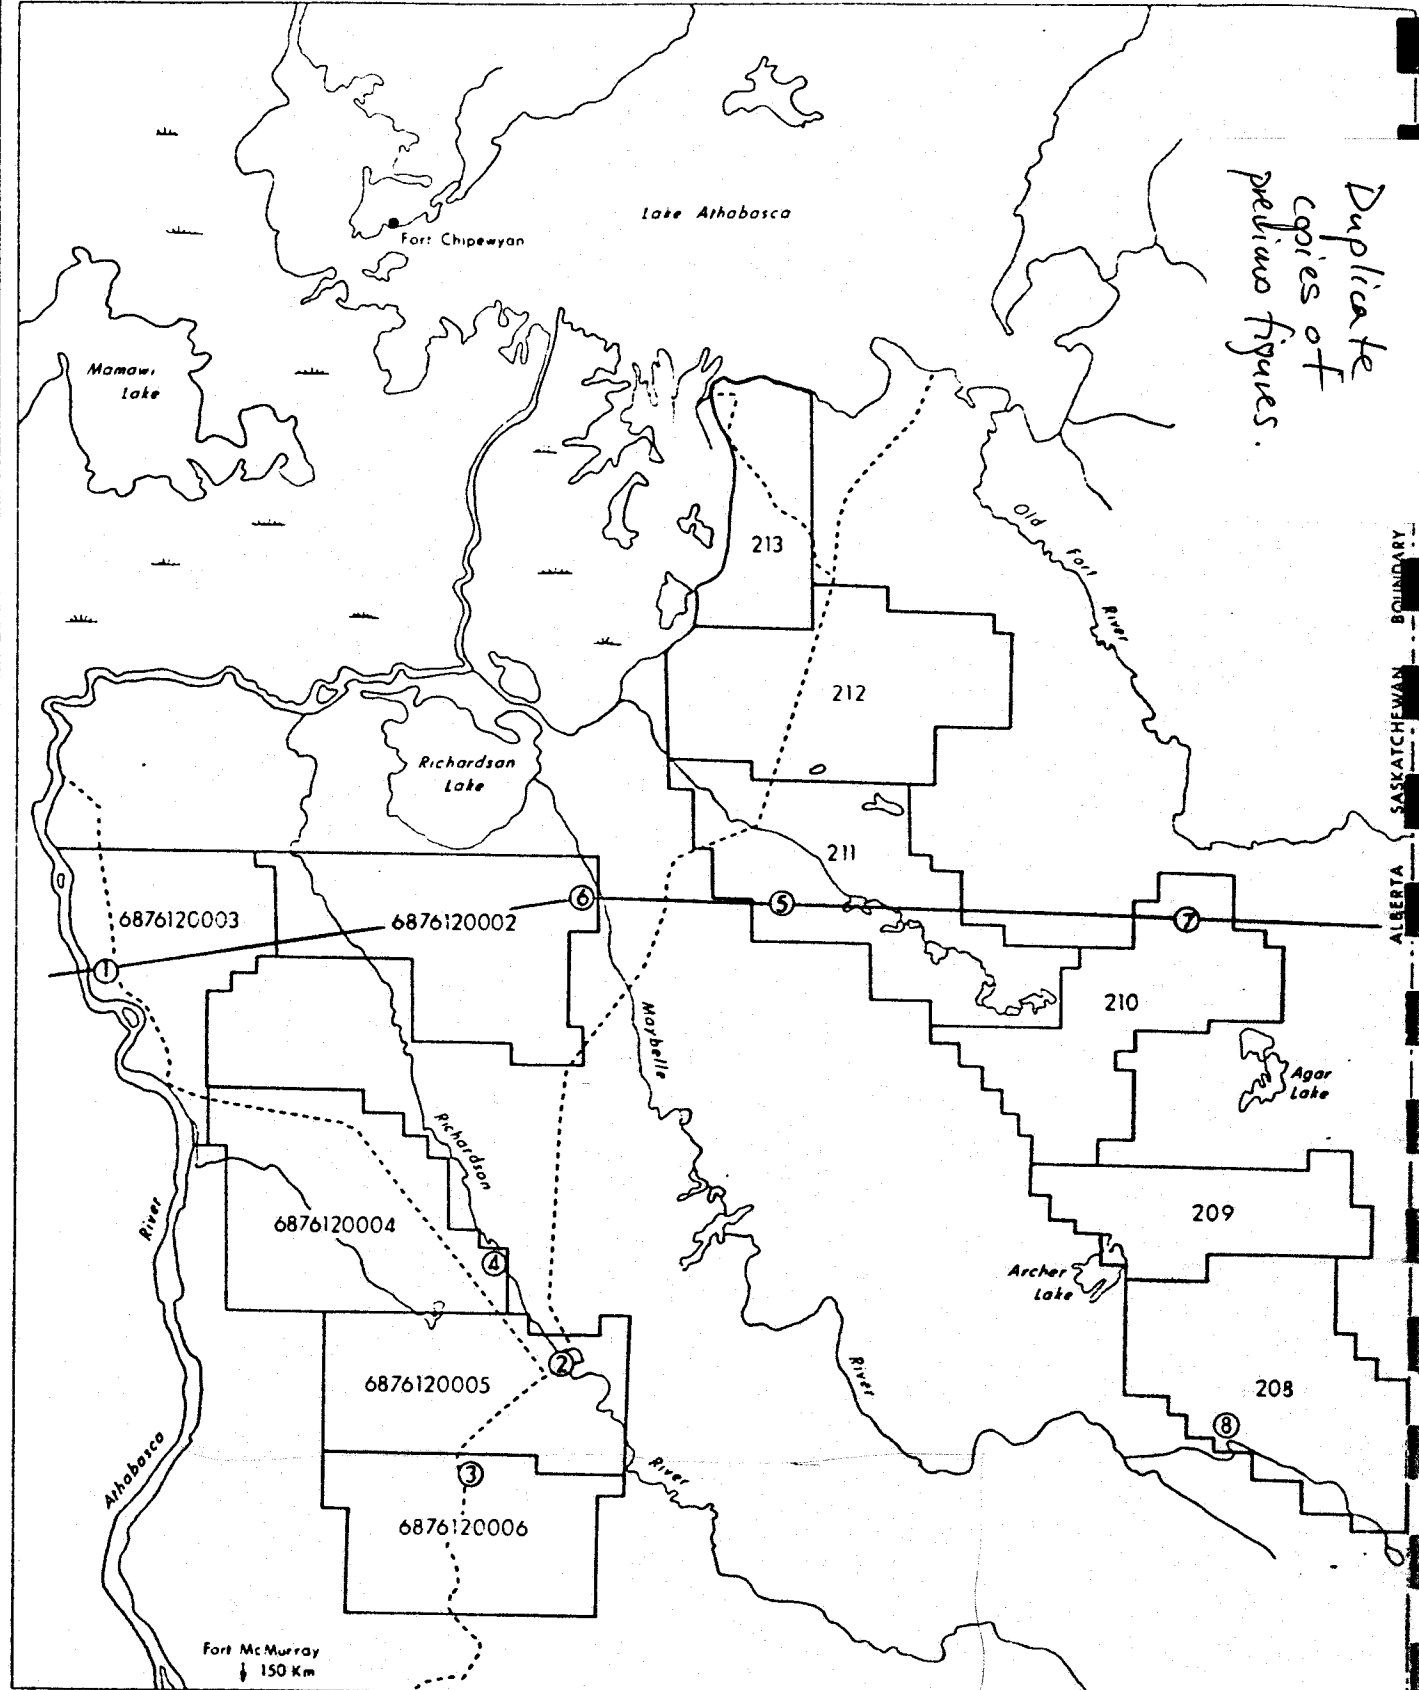 Duplicate
copies of
previous figures.
Lake Athabasca
Fort Chipewyan
Mamawi
Lake
Old
Fort
River
213
212
BOUNDARY
SASKATCHEWAN
ALBERTA
Richardson
Lake
211
6
5
7
6876120003
6876120002
1
210
Maybelle
Agar
Lake
Richardson
River
6876120004
4
209
Archer
Lake
2
6876120005
River
208
8
3
River
Athabasca
6876120006
Fort McMurray
150 Km